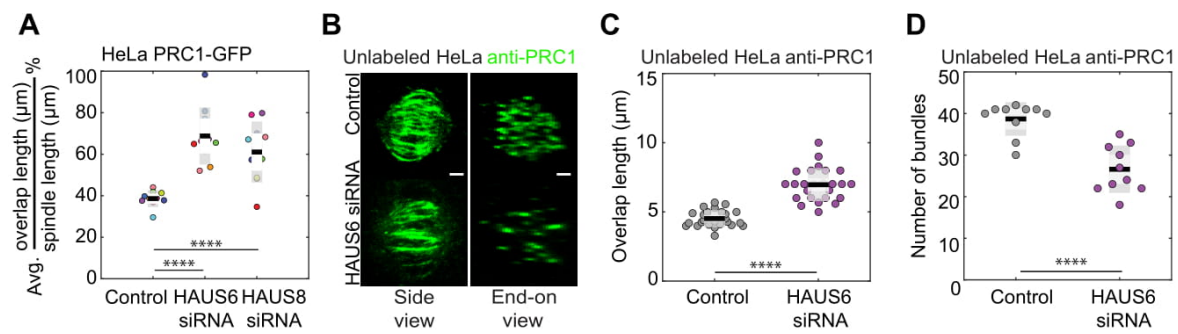 A
HeLa PRC1-GFP
Avg. overlap length (µm) %
spindle length (µm)
100
80
60
40
20
0
****
****
Control HAUS6 HAUS8
siRNA siRNA
B
Unlabeled HeLa anti-PRC1
Control
HAUS6 siRNA
Side End-on
view view
C
Unlabeled HeLa anti-PRC1
Overlap length (µm)
15
10
5
0
****
Control HAUS6
siRNA
D
Unlabeled HeLa anti-PRC1
Number of bundles
50
40
30
20
10
0
****
Control HAUS6
siRNA